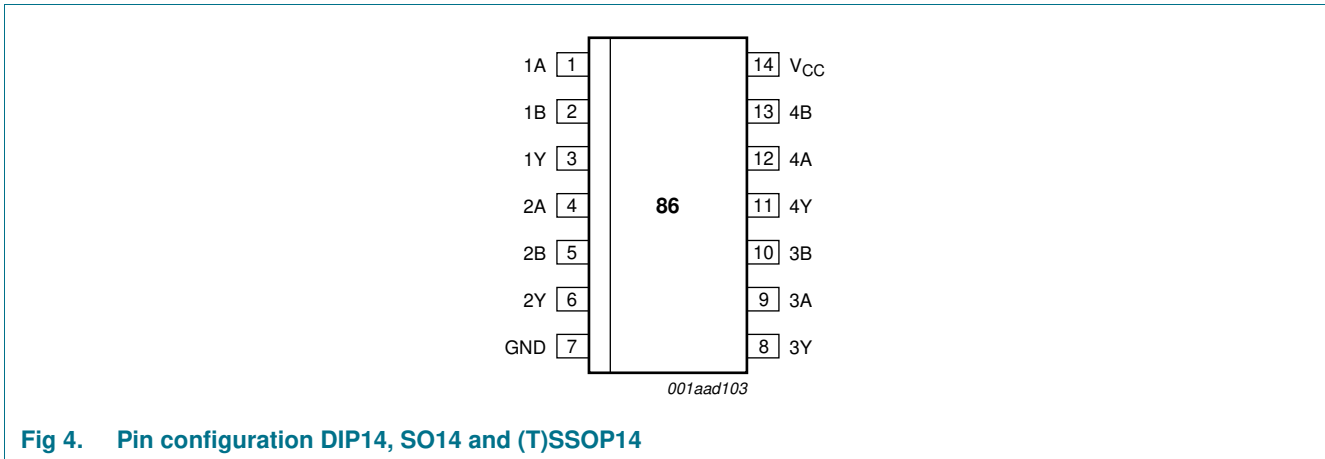 1A 1 14 VCC
1B 2 13 4B
1Y 3 12 4A
2A 4 86 11 4Y
2B 5 10 3B
2Y 6 9 3A
GND 7 8 3Y
001aad103
Fig 4. Pin configuration DIP14, SO14 and (T)SSOP14